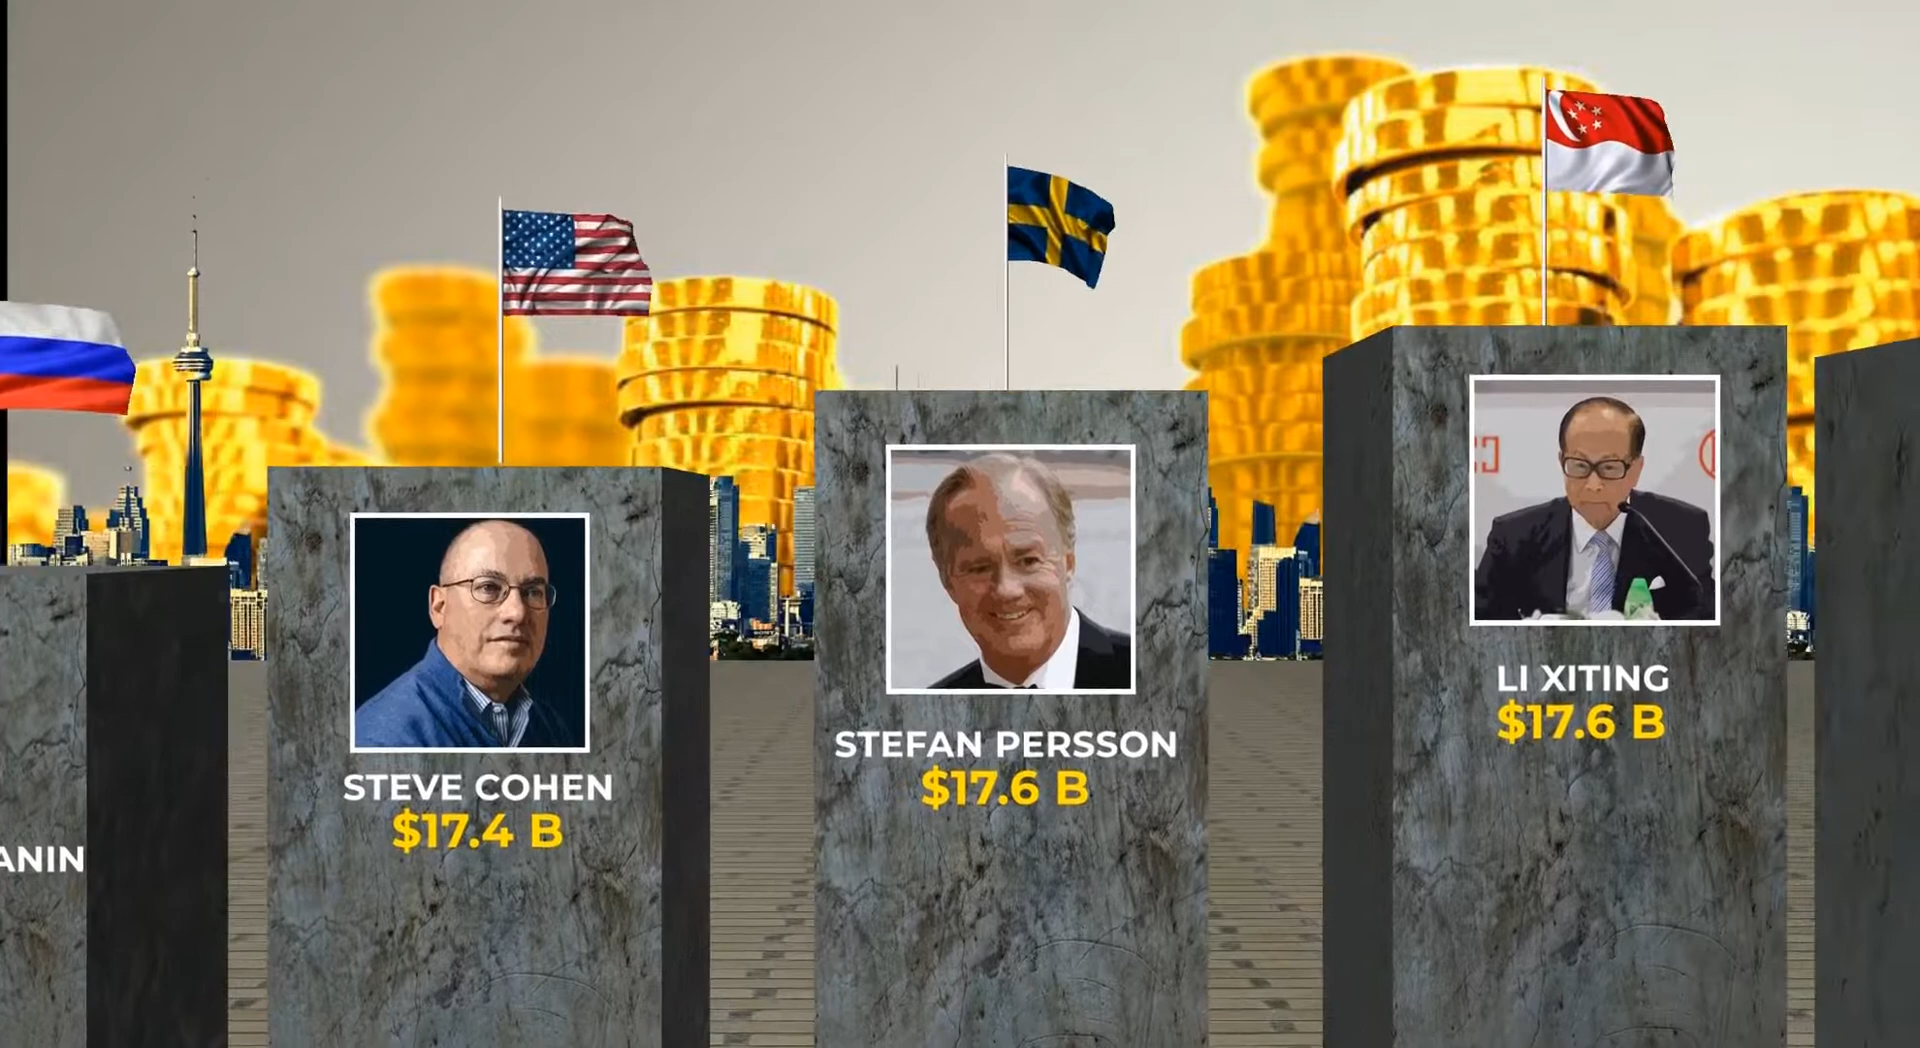 ANIN
STEVE COHEN
$17.4 B
STEFAN PERSSON
$17.6 B
LI XITING
$17.6 B